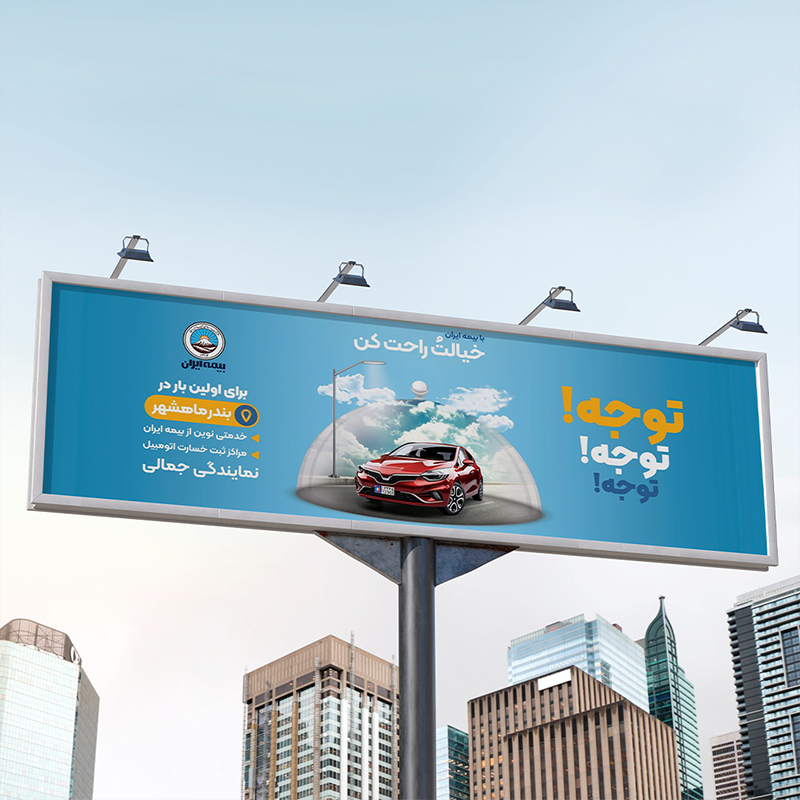 توجه!
توجه!
توجه!
با بیمه ایران
خیالتُ راحت کن
بیمه ایران
برای اولین بار در
بندرماهشهر
خدمتی نوین از بیمه ایران
مراکز ثبت خسارت اتومبیل
نمایندگی جمالی